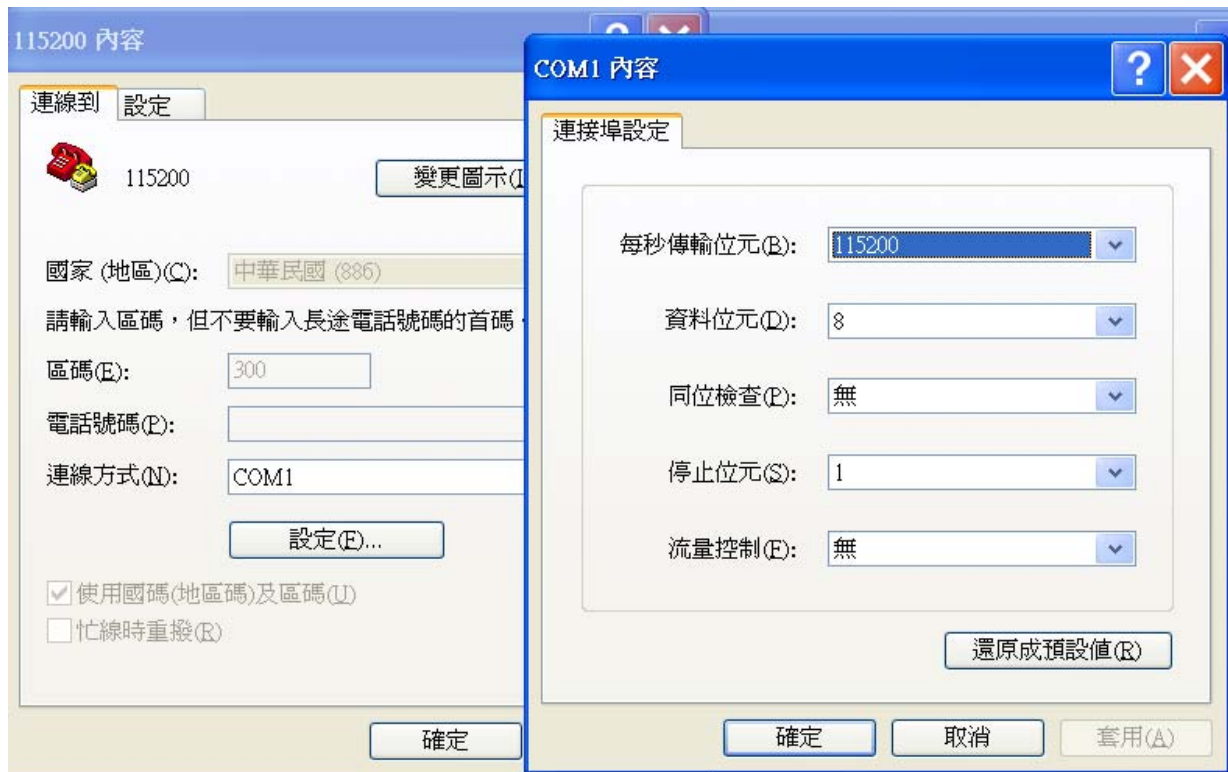 115200 內容
連線到 設定
115200
變更圖示(I
國家 (地區)(C):
中華民國 (886)
請輸入區碼，但不要輸入長途電話號碼的首碼
區碼(E):
300
電話號碼(P):
連線方式(N):
COM1
設定(F)...
使用國碼(地區碼)及區碼(U)
忙線時重撥(R)
確定
COM1 內容
連接埠設定
每秒傳輸位元(B):
115200
資料位元(D):
8
同位檢查(P):
無
停止位元(S):
1
流量控制(F):
無
還原成預設值(R)
確定
取消
套用(A)